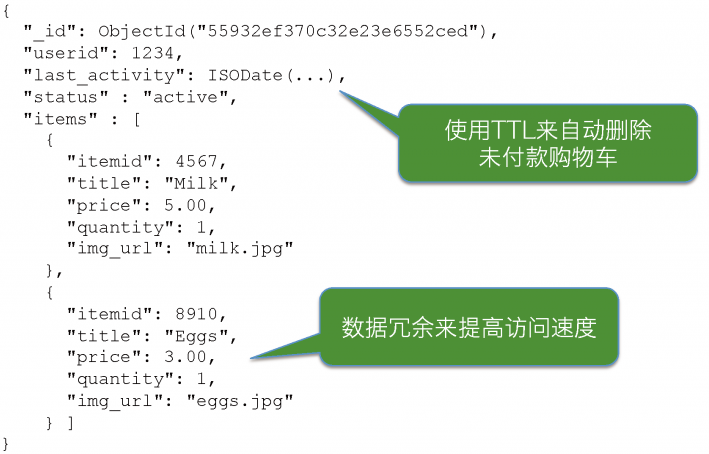 {
  "_id": ObjectId("55932ef370c32e23e6552ced"),
  "userid": 1234,
  "last_activity": ISODate(...),
  "status" : "active",
  "items" : [
    {
      "itemid": 4567,
      "title": "Milk",
      "price": 5.00,
      "quantity": 1,
      "img_url": "milk.jpg"
    },
    {
      "itemid": 8910,
      "title": "Eggs",
      "price": 3.00,
      "quantity": 1,
      "img_url": "eggs.jpg"
    } ]
}
使用TTL来自动删除
未付款购物车
数据冗余来提高访问速度